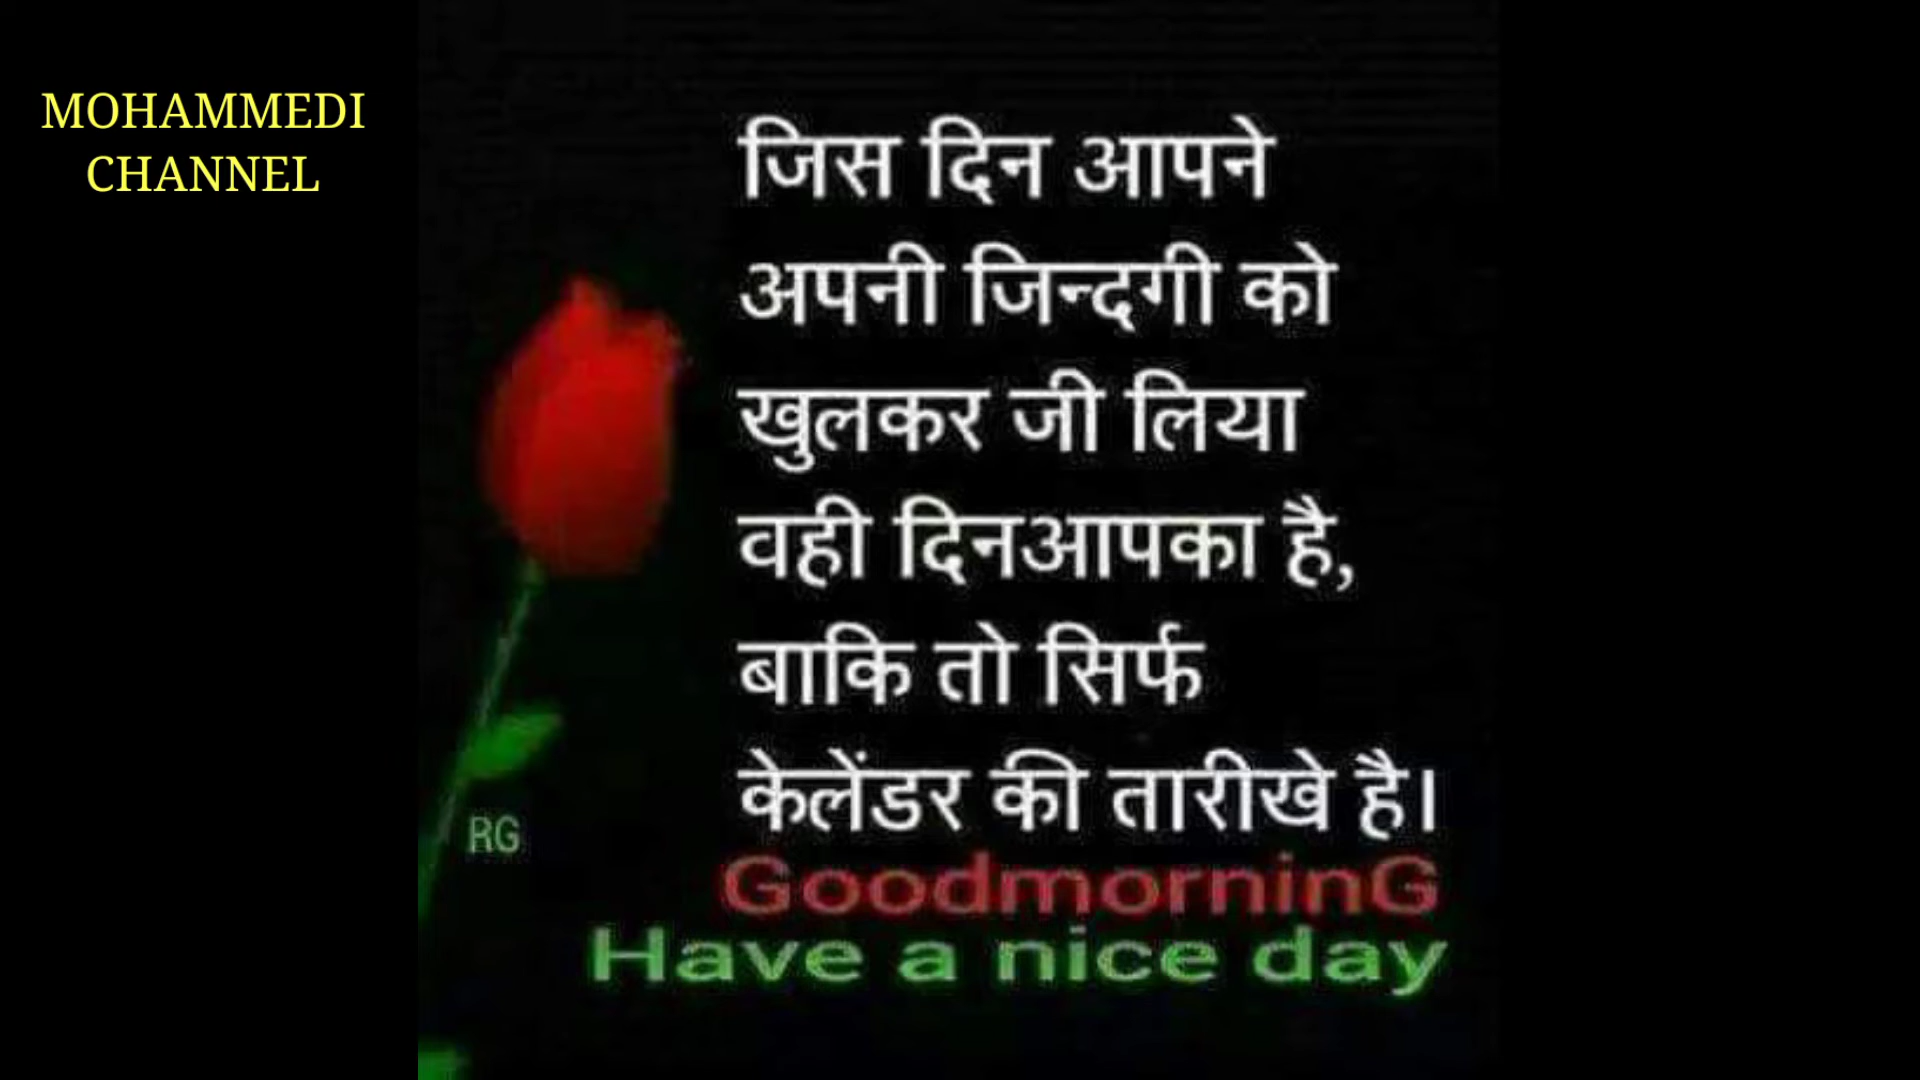 MOHAMMEDI
CHANNEL
जिस दिन आपने
अपनी जिन्दगी को
खुलकर जी लिया
वही दिनआपका है,
बाकि तो सिर्फ
केलेंडर की तारीखे है।
RG
GoodmorninG
Have a nice day